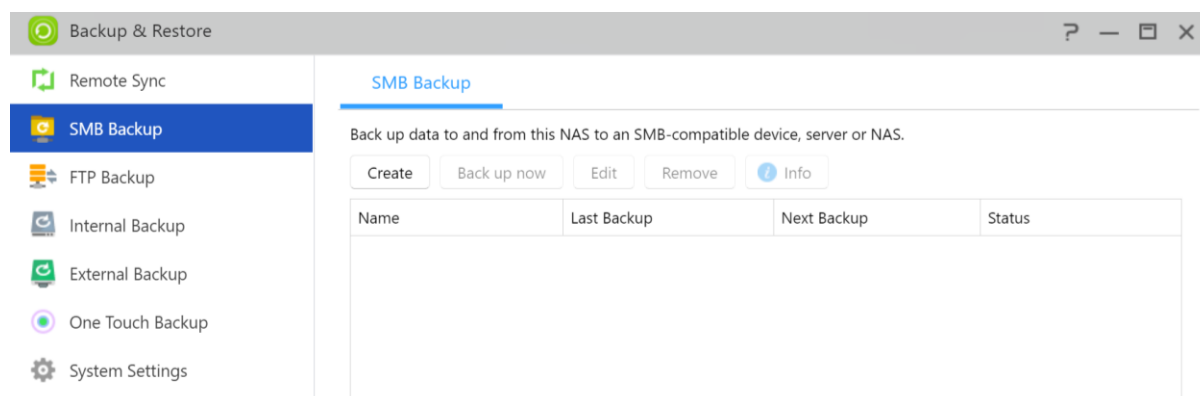 Backup & Restore
Remote Sync
SMB Backup
FTP Backup
Internal Backup
External Backup
One Touch Backup
System Settings
SMB Backup
Back up data to and from this NAS to an SMB-compatible device, server or NAS.
Create Back up now Edit Remove Info
Name Last Backup Next Backup Status